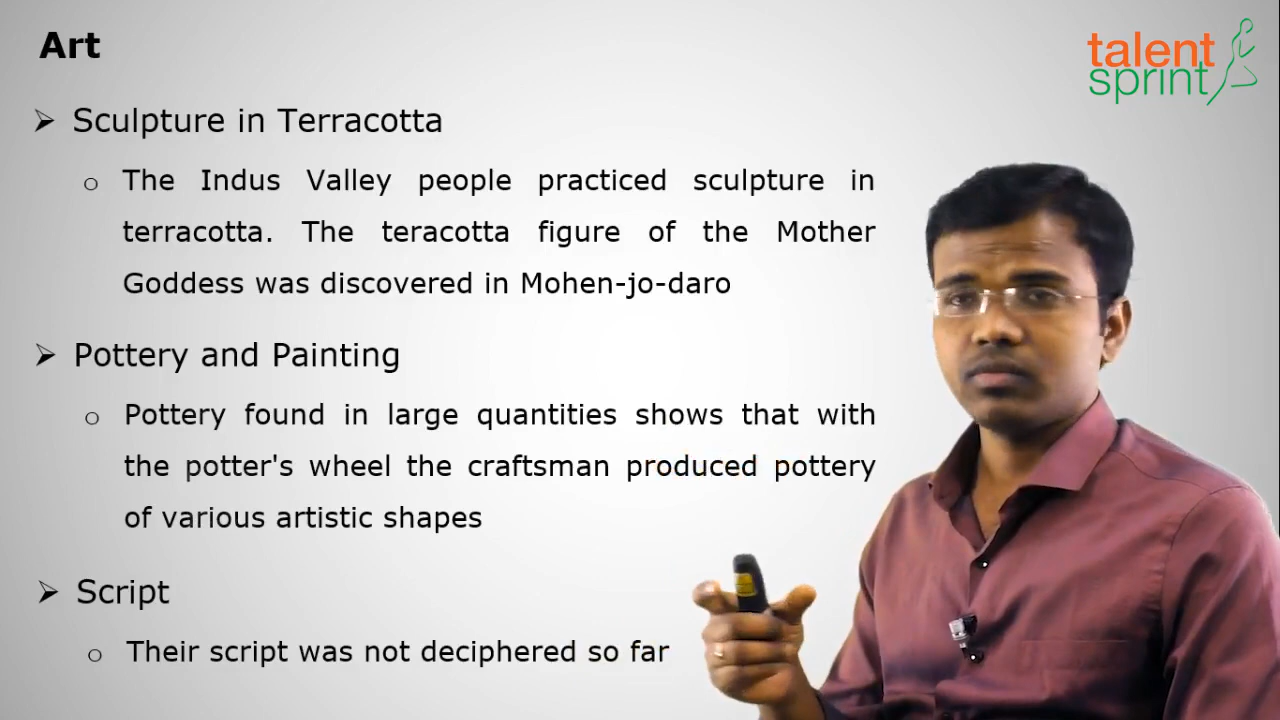 Art
talent
sprint
➢ Sculpture in Terracotta
o The Indus Valley people practiced sculpture in
terracotta. The teracotta figure of the Mother
Goddess was discovered in Mohen-jo-daro
➢ Pottery and Painting
o Pottery found in large quantities shows that with
the potter's wheel the craftsman produced pottery
of various artistic shapes
➢ Script
o Their script was not deciphered so far